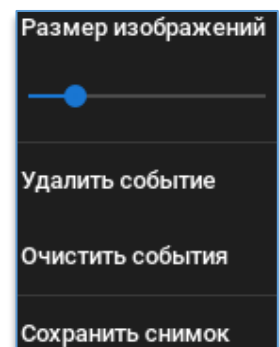 Размер изображений
Удалить событие
Очистить события
Сохранить снимок